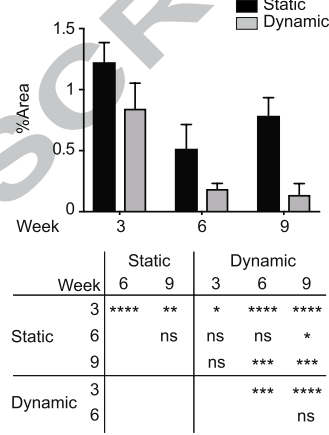 Static
Dynamic
1.5
1
0.5
0
%Area
Week 3 6 9
Static Dynamic
Week 6 9 3 6 9
3 **** ** * **** ****
Static 6 ns ns ns *
9 ns *** ***
Dynamic 3 *** ****
6 ns
SCR